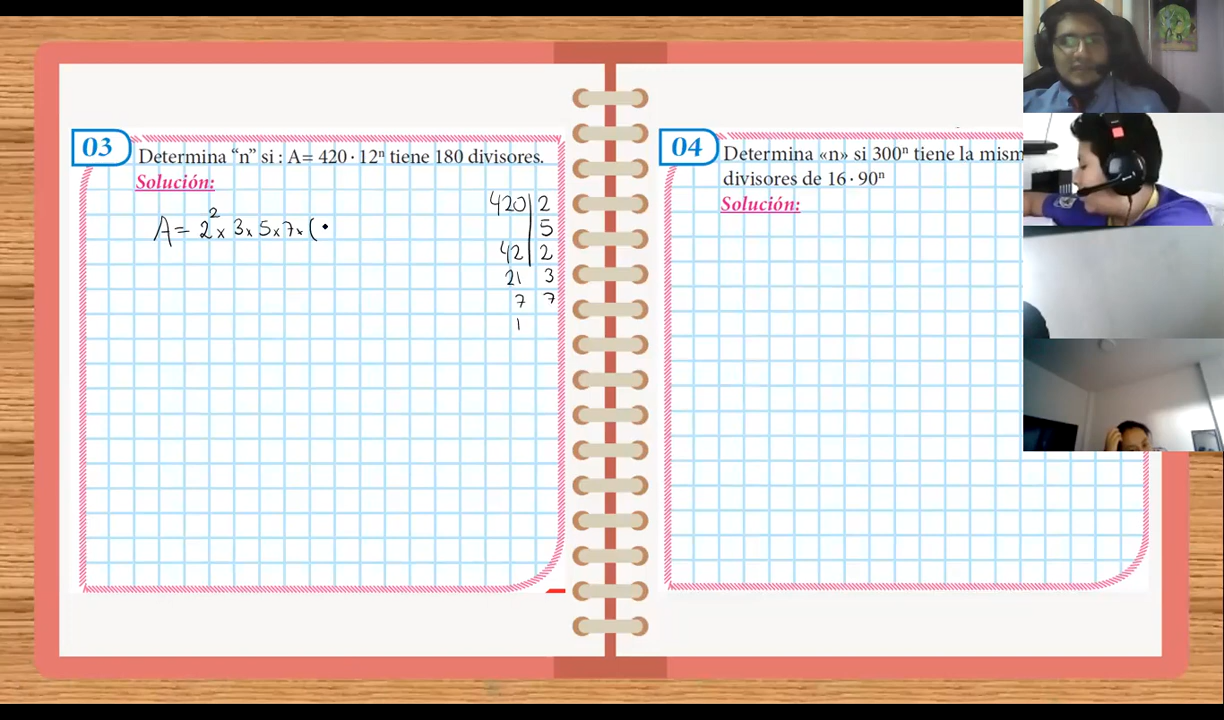 03
Determina “n” si : A= 420 · 12ⁿ tiene 180 divisores.
Solución:
A= 2² x 3 x 5 x 7 x ( •
420 | 2
| 5
42 | 2
21 3
7 7
1
04
Determina «n» si 300ⁿ tiene la mism
divisores de 16 · 90ⁿ
Solución: